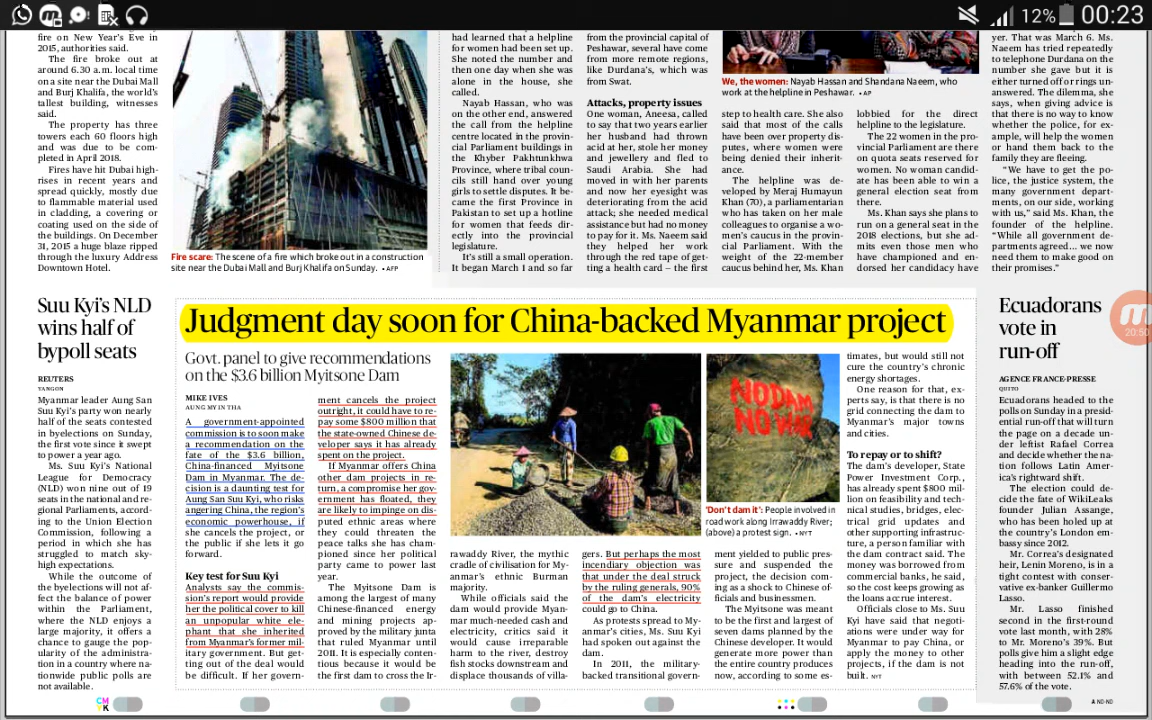 12% 00:23
fire on New Year's Eve in
2015, authorities said.
The fire broke out at
around 6.30 a.m. local time
on a site near the Dubai Mall
and Burj Khalifa, the world's
tallest building, witnesses
said.
The property has three
towers each 60 floors high
and was due to be com-
pleted in April 2018.
Fires have hit Dubai high-
rises in recent years and
spread quickly, mostly due
to flammable material used
in cladding, a covering or
coating used on the side of
the buildings. On December
31, 2015 a huge blaze ripped
through the luxury Address
Downtown Hotel.
Fire scare: The scene of a fire which broke out in a construction
site near the Dubai Mall and Burj Khalifa on Sunday. • AFP
had learned that a helpline
for women had been set up.
She noted the number and
then one day when she was
alone in the house, she
called.
Nayab Hassan, who was
on the other end, answered
the call from the helpline
centre located in the provin-
cial Parliament buildings in
the Khyber Pakhtunkhwa
Province, where tribal coun-
cils still hand over young
girls to settle disputes. It be-
came the first Province in
Pakistan to set up a hotline
for women that feeds dir-
ectly into the provincial
legislature.
It's still a small operation.
It began March 1 and so far
from the provincial capital of
Peshawar, several have come
from more remote regions,
like Durdana's, which was
from Swat.
Attacks, property issues
One woman, Aneesa, called
to say that two years earlier
her husband had thrown
acid at her, stole her money
and jewellery and fled to
Saudi Arabia. She had
moved in with her parents
and now her eyesight was
deteriorating from the acid
attack; she needed medical
assistance but had no money
to pay for it. Ms. Naeem said
they helped her work
through the red tape of get-
ting a health card – the first
We, the women: Nayab Hassan and Shandana Naeem, who
work at the helpline in Peshawar. • AP
step to health care. She also
said that most of the calls
have been over property dis-
putes, where women were
being denied their inherit-
ance.
The helpline was de-
veloped by Meraj Humayun
Khan (70), a parliamentarian
who has taken on her male
colleagues to organise a wo-
men's caucus in the provin-
cial Parliament. With the
weight of the 22-member
caucus behind her, Ms. Khan
lobbied for the direct
helpline to the legislature.
The 22 women in the pro-
vincial Parliament are there
on quota seats reserved for
women. No woman candid-
ate has been able to win a
general election seat from
there.
Ms. Khan says she plans to
run on a general seat in the
2018 elections, but she ad-
mits even those men who
have championed and en-
dorsed her candidacy have
yer. That was March 6. Ms.
Naeem has tried repeatedly
to telephone Durdana on the
number she gave but it is
either turned off or rings un-
answered. The dilemma, she
says, when giving advice is
that there is no way to know
whether the police, for ex-
ample, will help the women
or hand them back to the
family they are fleeing.
"We have to get the po-
lice, the justice system, the
many government depart-
ments, on our side, working
with us," said Ms. Khan, the
founder of the helpline.
"While all government de-
partments agreed... we now
need them to make good on
their promises."
Suu Kyi's NLD
wins half of
bypoll seats
REUTERS
YANGON
Myanmar leader Aung San
Suu Kyi's party won nearly
half of the seats contested
in byelections on Sunday,
the first vote since it swept
to power a year ago.
Ms. Suu Kyi's National
League for Democracy
(NLD) won nine out of 19
seats in the national and re-
gional Parliaments, accord-
ing to the Union Election
Commission, following a
period in which she has
struggled to match sky-
high expectations.
While the outcome of
the byelections will not af-
fect the balance of power
within the Parliament,
where the NLD enjoys a
large majority, it offers a
chance to gauge the pop-
ularity of the administra-
tion in a country where na-
tionwide public polls are
not available.
Judgment day soon for China-backed Myanmar project
Govt. panel to give recommendations
on the $3.6 billion Myitsone Dam
MIKE IVES
AUNG MYIN THA
A government-appointed
commission is to soon make
a recommendation on the
fate of the $3.6 billion,
China-financed Myitsone
Dam in Myanmar. The de-
cision is a daunting test for
Aung San Suu Kyi, who risks
angering China, the region's
economic powerhouse, if
she cancels the project, or
the public if she lets it go
forward.
Key test for Suu Kyi
Analysts say the commis-
sion's report would provide
her the political cover to kill
an unpopular white ele-
phant that she inherited
from Myanmar's former mil-
itary government. But get-
ting out of the deal would
be difficult. If her govern-
ment cancels the project
outright, it could have to re-
pay some $800 million that
the state-owned Chinese de-
veloper says it has already
spent on the project.
If Myanmar offers China
other dam projects in re-
turn, a compromise her gov-
ernment has floated, they
are likely to impinge on dis-
puted ethnic areas where
they could threaten the
peace talks she has cham-
pioned since her political
party came to power last
year.
The Myitsone Dam is
among the largest of many
Chinese-financed energy
and mining projects ap-
proved by the military junta
that ruled Myanmar until
2011. It is especially conten-
tious because it would be
the first dam to cross the Ir-
NO DAM
NO WAR
'Don't dam it': People involved in
road work along Irrawaddy River;
(above) a protest sign. • NYT
rawaddy River, the mythic
cradle of civilisation for My-
anmar's ethnic Burman
majority.
While officials said the
dam would provide Myan-
mar much-needed cash and
electricity, critics said it
would cause irreparable
harm to the river, destroy
fish stocks downstream and
displace thousands of villa-
gers. But perhaps the most
incendiary objection was
that under the deal struck
by the ruling generals, 90%
of the dam's electricity
could go to China.
As protests spread to My-
anmar's cities, Ms. Suu Kyi
had spoken out against the
dam.
In 2011, the military-
backed transitional govern-
ment yielded to public pres-
sure and suspended the
project, the decision com-
ing as a shock to Chinese of-
ficials and businessmen.
The Myitsone was meant
to be the first and largest of
seven dams planned by the
Chinese developer. It would
generate more power than
the entire country produces
now, according to some es-
timates, but would still not
cure the country's chronic
energy shortages.
One reason for that, ex-
perts say, is that there is no
grid connecting the dam to
Myanmar's major towns
and cities.
To repay or to shift?
The dam's developer, State
Power Investment Corp.,
has already spent $800 mil-
lion on feasibility and tech-
nical studies, bridges, elec-
trical grid updates and
other supporting infrastruc-
ture, a person familiar with
the dam contract said. The
money was borrowed from
commercial banks, he said,
so the cost keeps growing as
the loans accrue interest.
Officials close to Ms. Suu
Kyi have said that negoti-
ations were under way for
Myanmar to pay China, or
apply the money to other
projects, if the dam is not
built. NYT
Ecuadorans
vote in
run-off
AGENCE FRANCE-PRESSE
QUITO
Ecuadorans headed to the
polls on Sunday in a presid-
ential run-off that will turn
the page on a decade un-
der leftist Rafael Correa
and decide whether the na-
tion follows Latin Amer-
ica's rightward shift.
The election could de-
cide the fate of WikiLeaks
founder Julian Assange,
who has been holed up at
the country's London em-
bassy since 2012.
Mr. Correa's designated
heir, Lenin Moreno, is in a
tight contest with conser-
vative ex-banker Guillermo
Lasso.
Mr. Lasso finished
second in the first-round
vote last month, with 28%
to Mr. Moreno's 39%. But
polls give him a slight edge
heading into the run-off,
with between 52.1% and
57.6% of the vote.
20:50
CM
YK
A ND-ND